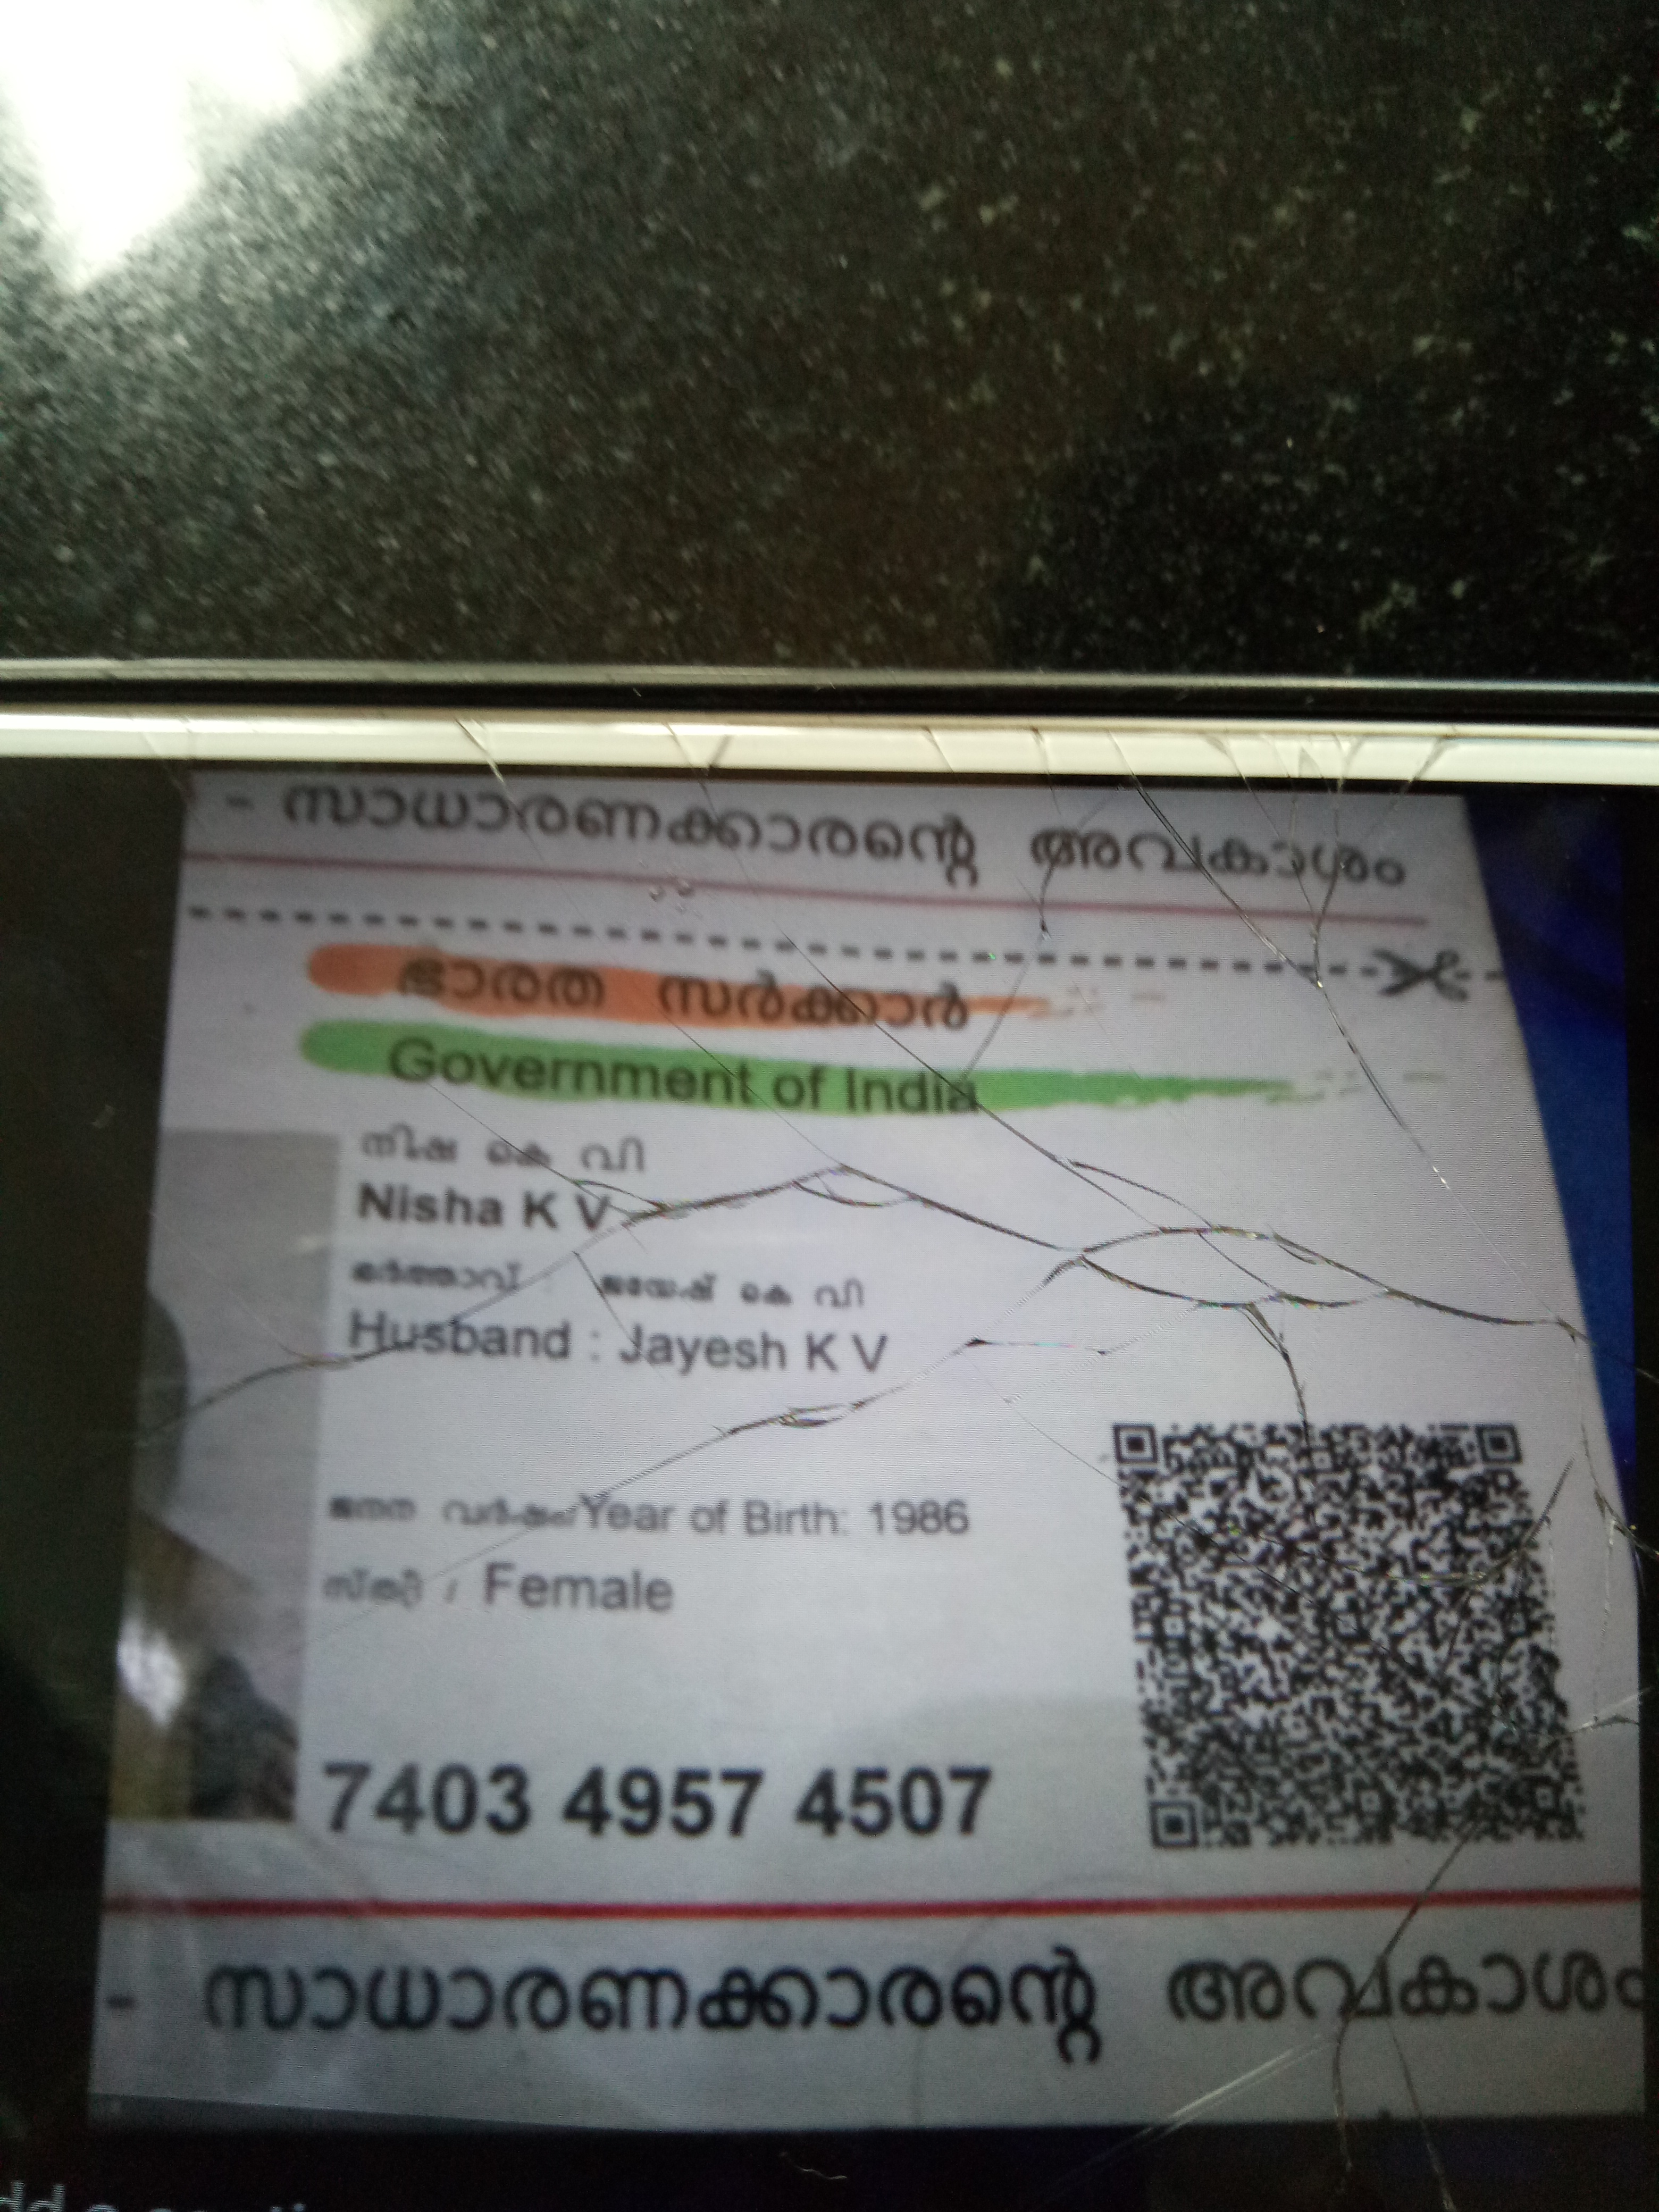 - സാധാരണക്കാരന്റെ അവകാശം
ഭാരത സർക്കാർ
Government of India
നിഷ കെ വി
Nisha K V
ഭർത്താവ് : ജയേഷ് കെ വി
Husband : Jayesh K V
ജനന വർഷം/Year of Birth: 1986
സ്ത്രീ / Female
7403 4957 4507
- സാധാരണക്കാരന്റെ അവകാശം